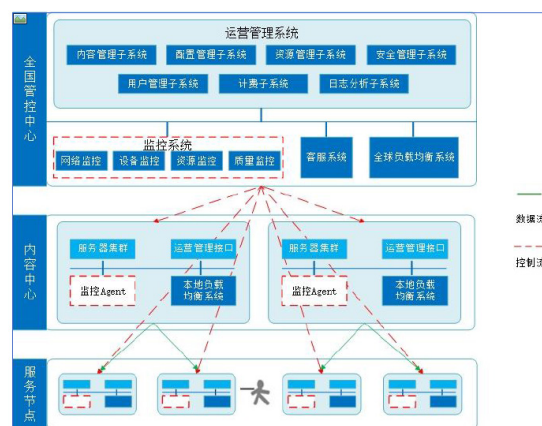 运营管理系统
内容管理子系统
配置管理子系统
资源管理子系统
安全管理子系统
用户管理子系统
计费子系统
日志分析子系统
全国管控中心
监控系统
网络监控
设备监控
资源监控
质量监控
客服系统
全球负载均衡系统
数据流
控制流
内容中心
服务器集群
运营管理接口
监控Agent
本地负载
均衡系统
服务器集群
运营管理接口
监控Agent
本地负载
均衡系统
服务节点